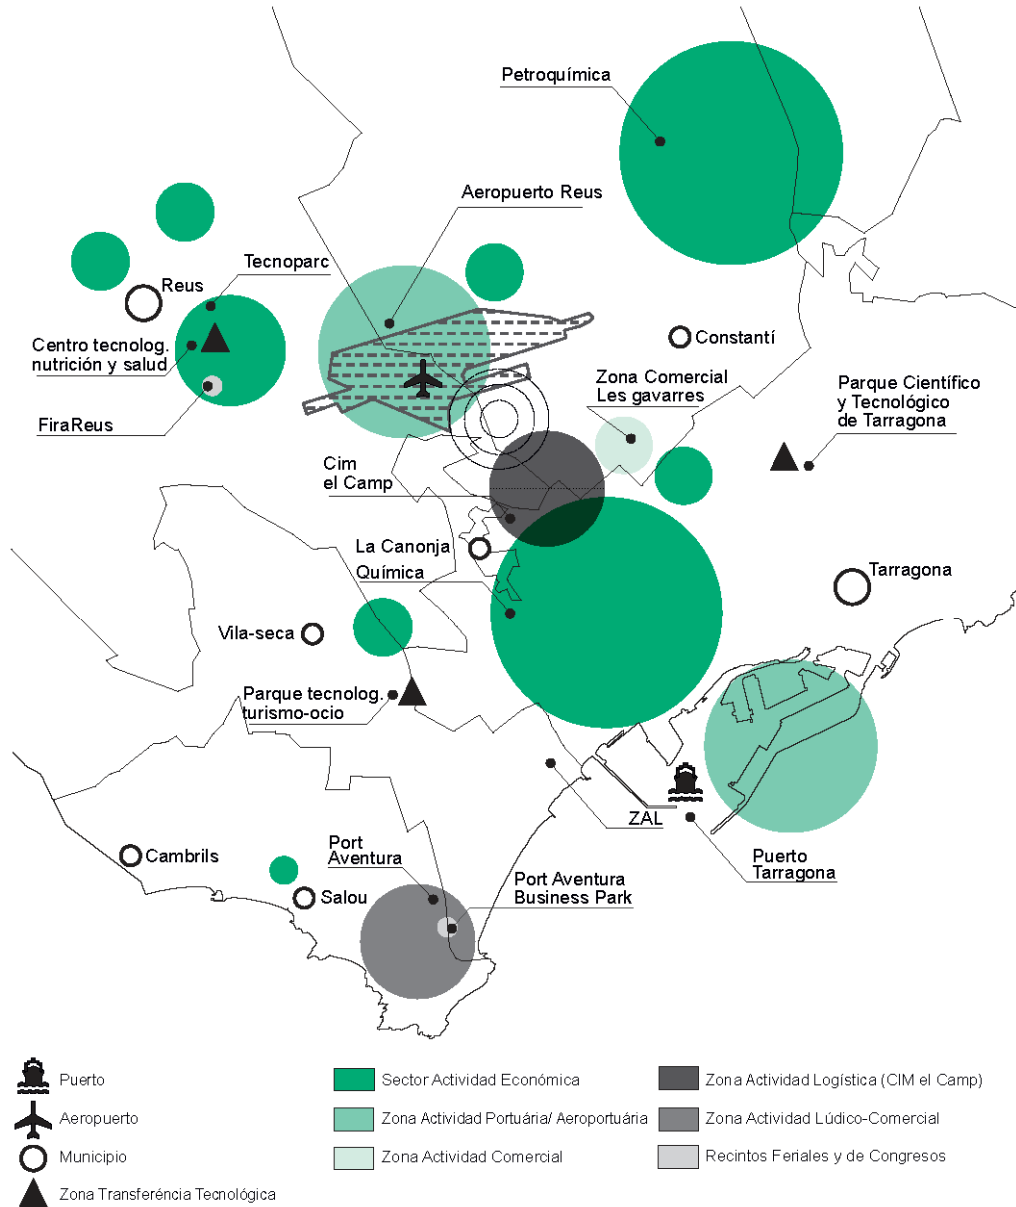 Petroquímica
Aeropuerto Reus
Tecnoparc
Reus
Centro tecnolog.
nutrición y salud
FiraReus
Constantí
Zona Comercial
Les gavarres
Parque Científico
y Tecnológico
de Tarragona
Cim
el Camp
La Canonja
Química
Tarragona
Vila-seca
Parque tecnolog.
turismo-ocio
ZAL
Puerto
Tarragona
Cambrils
Port
Aventura
Salou
Port Aventura
Business Park
Puerto
Aeropuerto
Municipio
Zona Transferéncia Tecnológica
Sector Actividad Económica
Zona Actividad Portuária/ Aeroportuária
Zona Actividad Comercial
Zona Actividad Logística (CIM el Camp)
Zona Actividad Lúdico-Comercial
Recintos Feriales y de Congresos